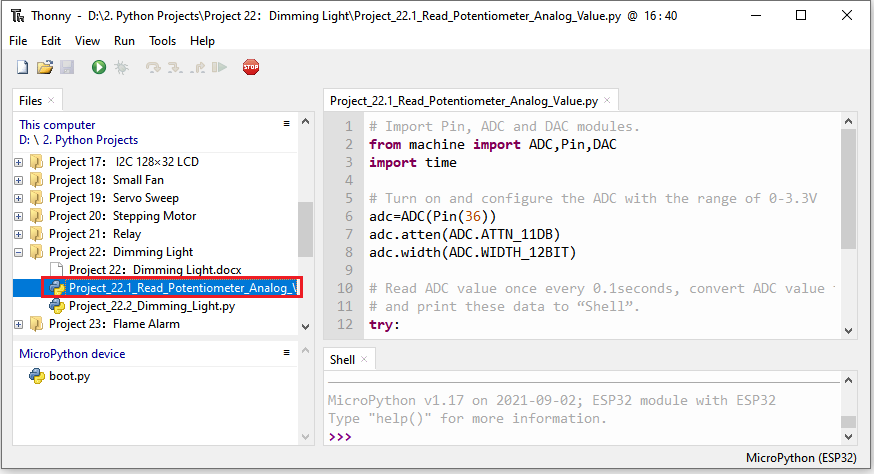 Thonny - D:\2. Python Projects\Project 22：Dimming Light\Project_22.1_Read_Potentiometer_Analog_Value.py @ 16:40
File Edit View Run Tools Help
STOP
Files
This computer
D: \ 2. Python Projects
Project 17：I2C 128×32 LCD
Project 18：Small Fan
Project 19：Servo Sweep
Project 20：Stepping Motor
Project 21：Relay
Project 22：Dimming Light
Project 22：Dimming Light.docx
Project_22.1_Read_Potentiometer_Analog_
Project_22.2_Dimming_Light.py
Project 23：Flame Alarm
MicroPython device
boot.py
Project_22.1_Read_Potentiometer_Analog_Value.py
1 # Import Pin, ADC and DAC modules.
2 from machine import ADC,Pin,DAC
3 import time
4
5 # Turn on and configure the ADC with the range of 0-3.3V
6 adc=ADC(Pin(36))
7 adc.atten(ADC.ATTN_11DB)
8 adc.width(ADC.WIDTH_12BIT)
9
10 # Read ADC value once every 0.1seconds, convert ADC value
11 # and print these data to “Shell”.
12 try:
Shell
MicroPython v1.17 on 2021-09-02; ESP32 module with ESP32
Type "help()" for more information.
>>>
MicroPython (ESP32)